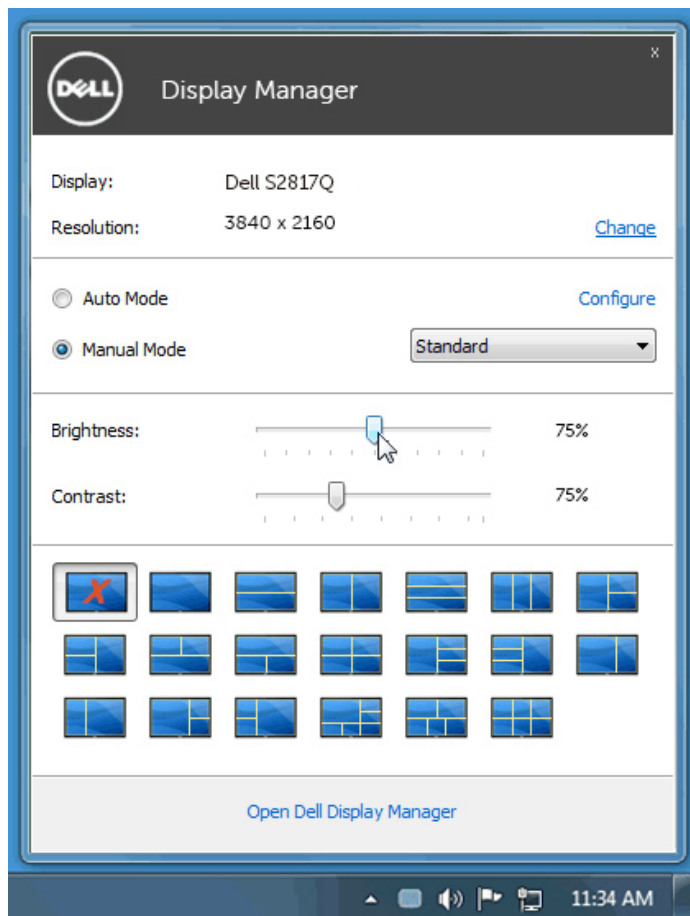 x
DELL Display Manager
Display: Dell S2817Q
Resolution: 3840 x 2160 Change
Auto Mode Configure
Manual Mode Standard
Brightness: 75%
Contrast: 75%
Open Dell Display Manager
11:34 AM